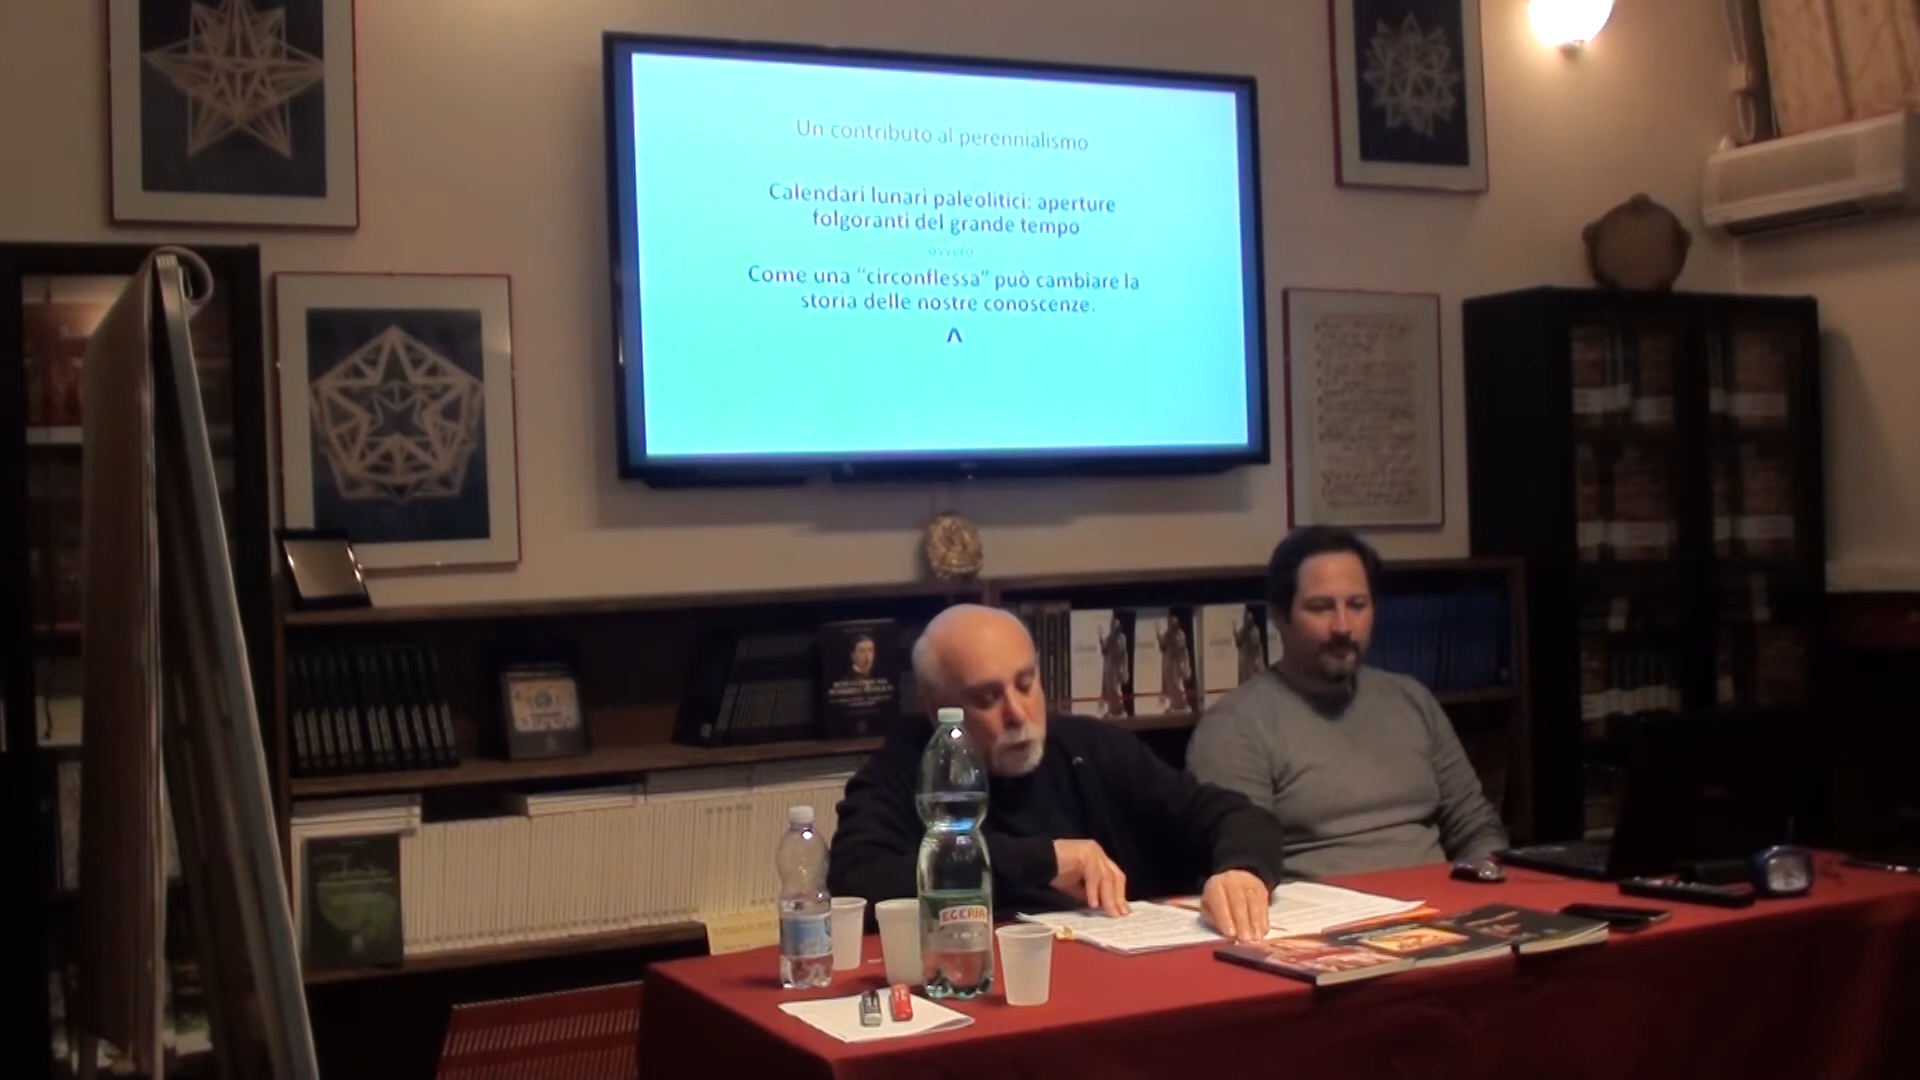 Un contributo al perennialismo
Calendari lunari paleolitici: aperture
folgoranti del grande tempo
ovvero
Come una “circonflessa” può cambiare la
storia delle nostre conoscenze.
^
EGERIA